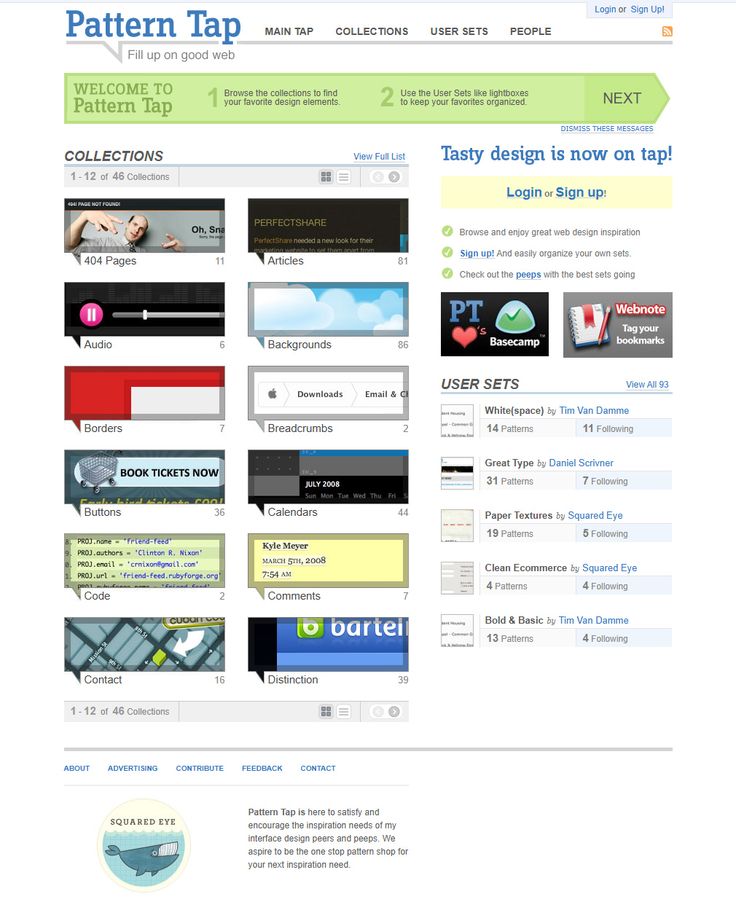 Login or Sign Up!
Pattern Tap
Fill up on good web
MAIN TAP
COLLECTIONS
USER SETS
PEOPLE
WELCOME TO
Pattern Tap
1 Browse the collections to find
your favorite design elements.
2 Use the User Sets like lightboxes
to keep your favorites organized.
NEXT
DISMISS THESE MESSAGES
COLLECTIONS
View Full List
1 - 12 of 46 Collections
404! PAGE NOT FOUND!
Oh, Sna
404 Pages 11
PERFECTSHARE
PerfectShare needed a new look for their
marketing website to set them apart from
Articles 81
Audio 6
Backgrounds 86
Borders 7
Downloads
Email & Ch
Breadcrumbs 2
BOOK TICKETS NOW
Buttons 36
JULY 2008
Sun Mon Tue Wed Thu Fri
Calendars 44
PROJ.name = 'friend-feed'
PROJ.authors = 'Clinton R. Nixon'
PROJ.email = 'crnixon@gmail.com'
PROJ.url = 'friend-feed.rubyforge.org'
Code 2
Kyle Meyer
MARCH 5TH, 2008
7:54 AM
Comments 7
Mission St
9th St
8th St
Contact 16
b bartel
Distinction 39
1 - 12 of 46 Collections
Tasty design is now on tap!
Login or Sign up!
Browse and enjoy great web design inspiration
Sign up! And easily organize your own sets.
Check out the peeps with the best sets going
PT
's
Basecamp
Webnote
Tag your
bookmarks
USER SETS
View All 93
White(space) by Tim Van Damme
14 Patterns
11 Following
Great Type by Daniel Scrivner
31 Patterns
7 Following
Paper Textures by Squared Eye
19 Patterns
5 Following
Clean Ecommerce by Squared Eye
4 Patterns
4 Following
Bold & Basic by Tim Van Damme
13 Patterns
4 Following
ABOUT
ADVERTISING
CONTRIBUTE
FEEDBACK
CONTACT
SQUARED EYE
Pattern Tap is here to satisfy and
encourage the inspiration needs of my
interface design peers and peeps. We
aspire to be the one stop pattern shop for
your next inspiration need.